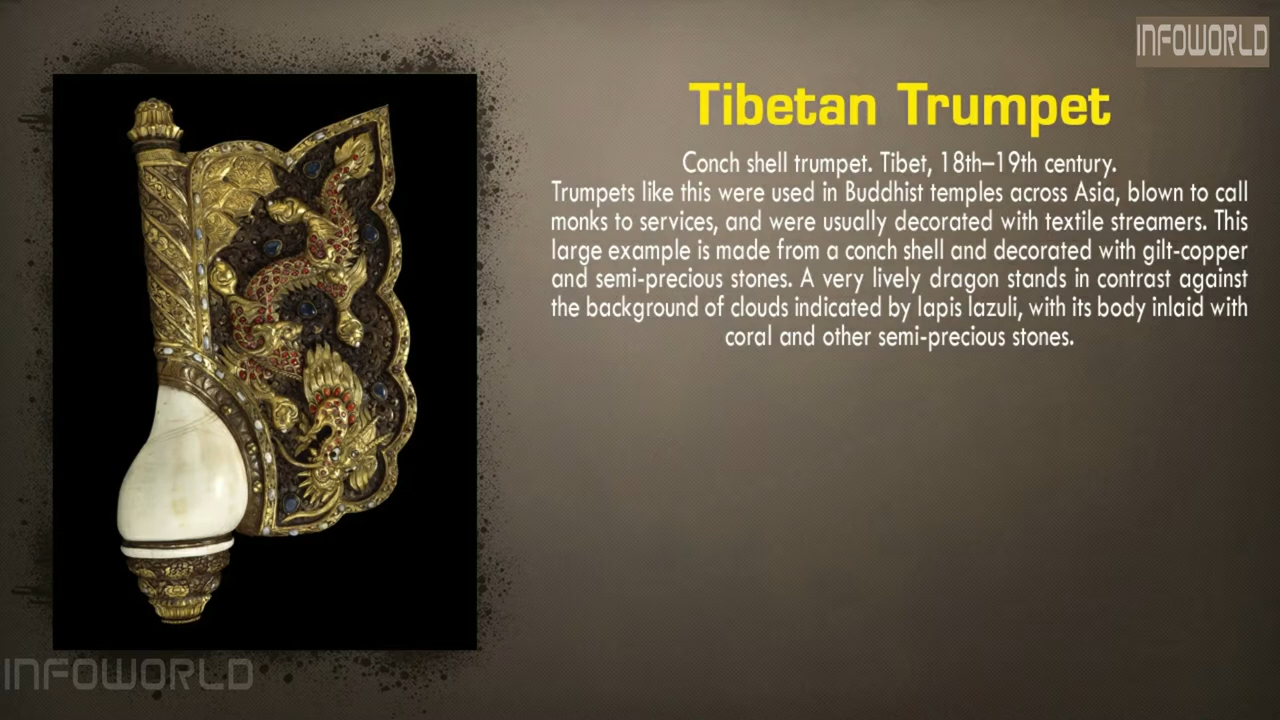 INFOWORLD
Tibetan Trumpet
Conch shell trumpet. Tibet, 18th–19th century.
Trumpets like this were used in Buddhist temples across Asia, blown to call
monks to services, and were usually decorated with textile streamers. This
large example is made from a conch shell and decorated with gilt-copper
and semi-precious stones. A very lively dragon stands in contrast against
the background of clouds indicated by lapis lazuli, with its body inlaid with
coral and other semi-precious stones.
INFOWORLD